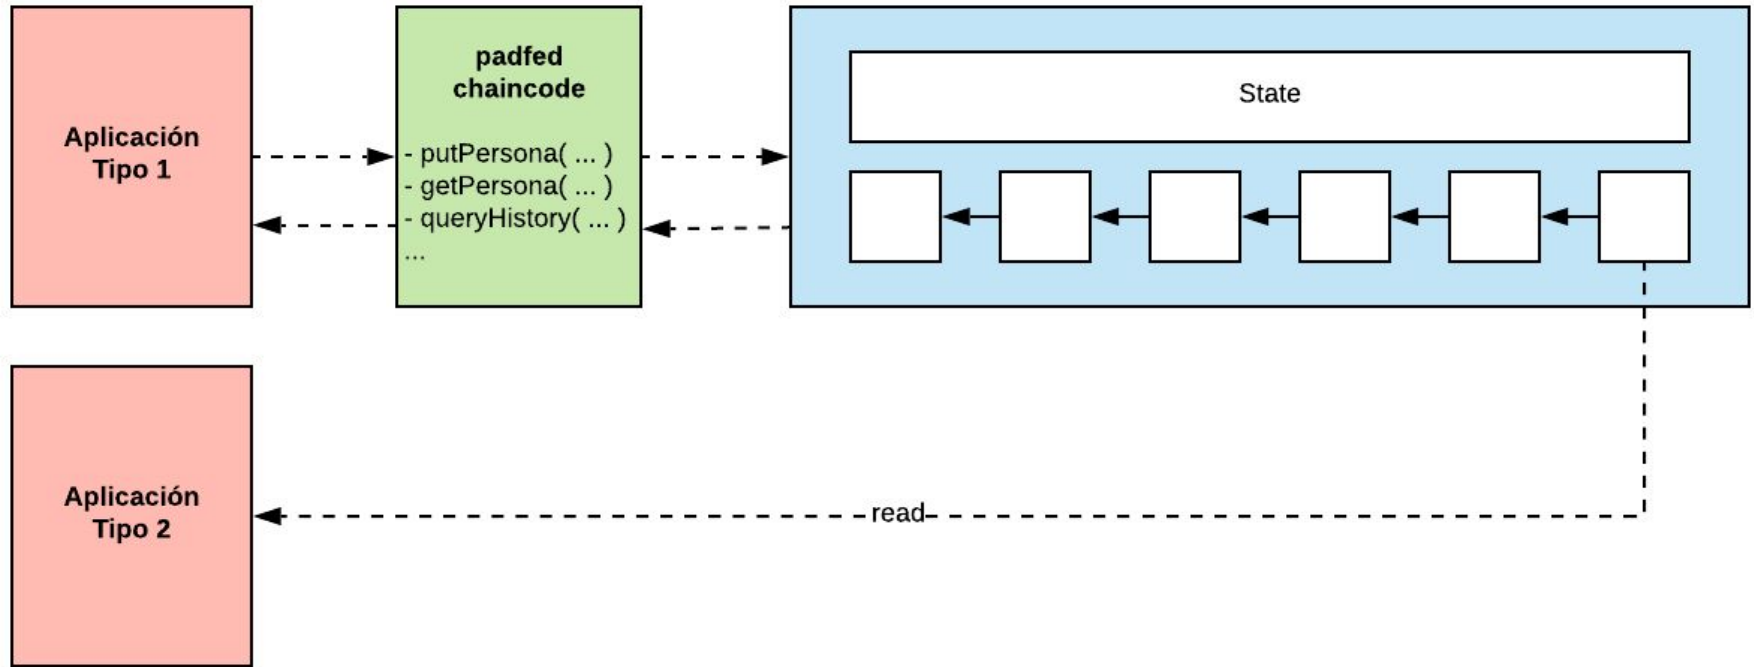 Aplicación
Tipo 1
padfed
chaincode
- putPersona( ... )
- getPersona( ... )
- queryHistory( ... )
...
State
Aplicación
Tipo 2
read